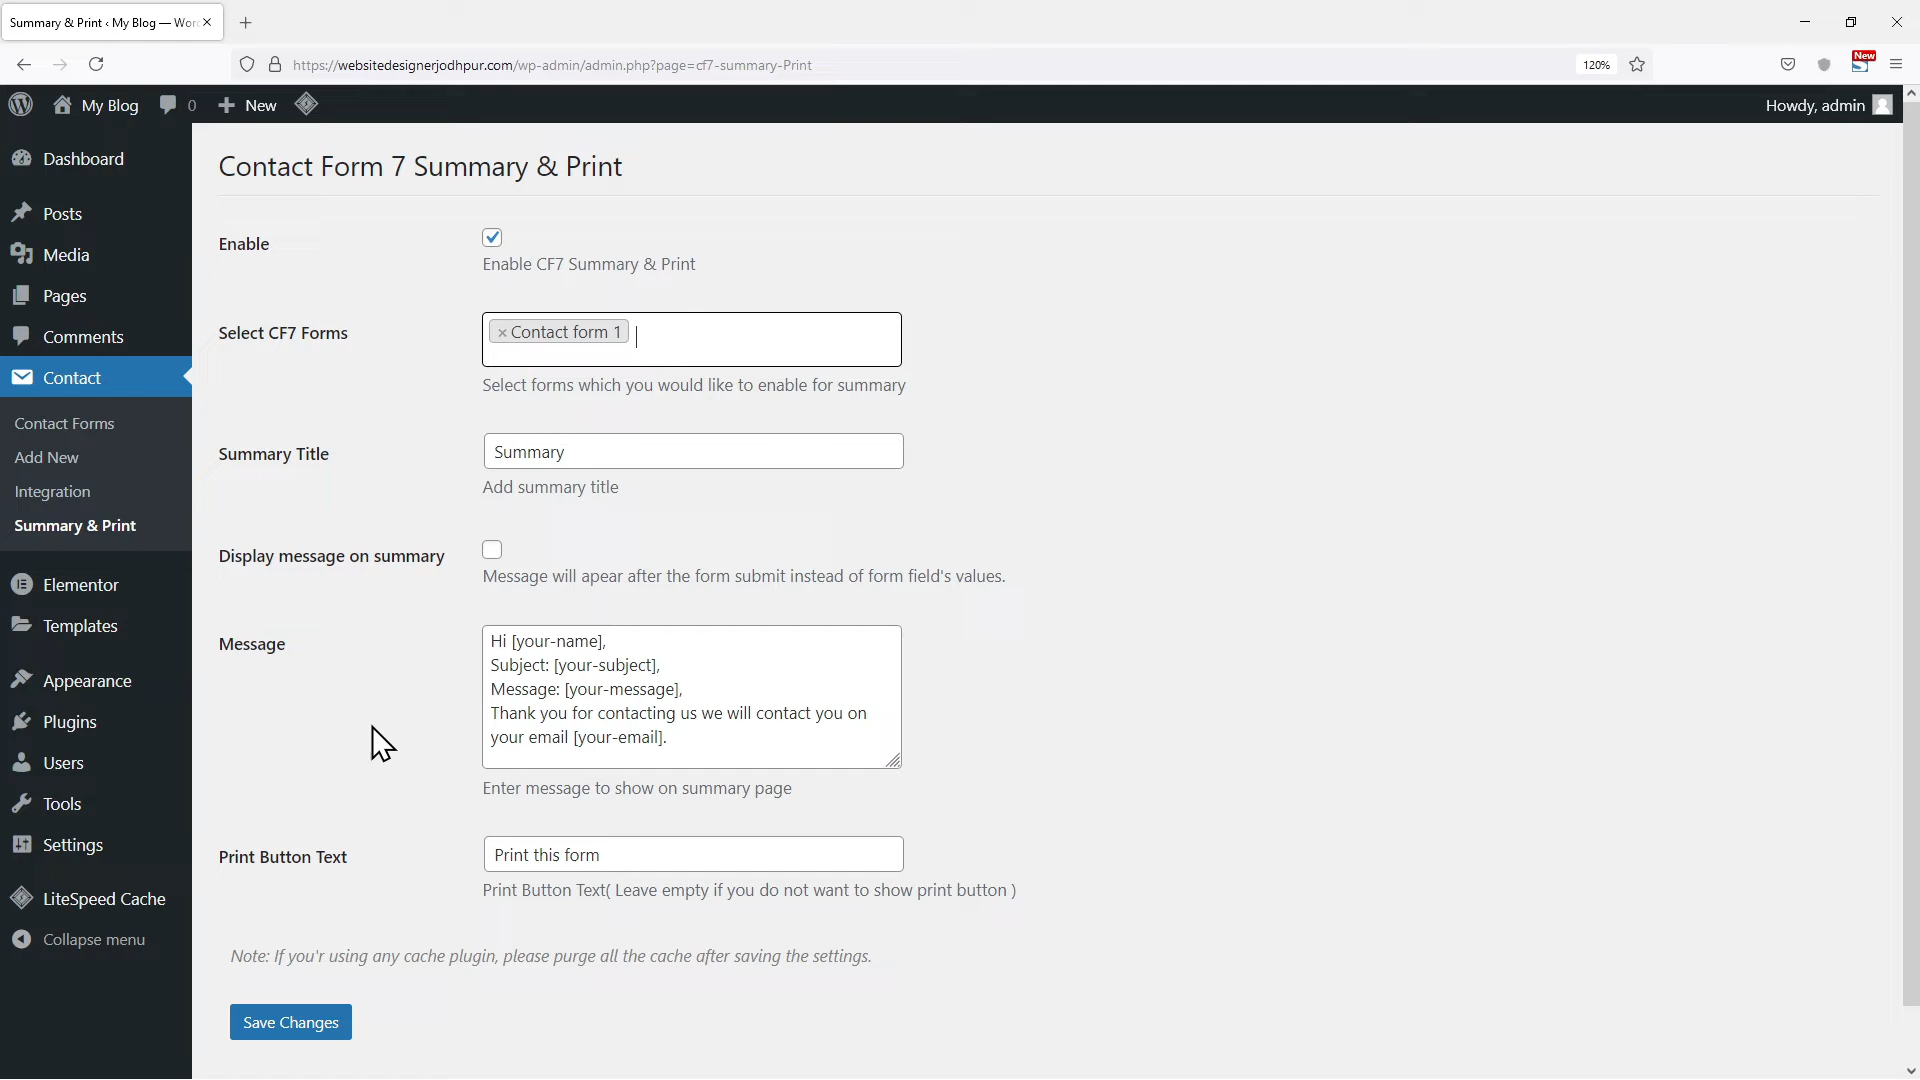 Summary & Print ‹ My Blog — Wor
https://websitedesignerjodhpur.com/wp-admin/admin.php?page=cf7-summary-Print
120%
New
My Blog
0
New
Howdy, admin
Dashboard
Posts
Media
Pages
Comments
Contact
Contact Forms
Add New
Integration
Summary & Print
Elementor
Templates
Appearance
Plugins
Users
Tools
Settings
LiteSpeed Cache
Collapse menu
Contact Form 7 Summary & Print
Enable
Enable CF7 Summary & Print
Select CF7 Forms
× Contact form 1
Select forms which you would like to enable for summary
Summary Title
Summary
Add summary title
Display message on summary
Message will apear after the form submit instead of form field's values.
Message
Hi [your-name],
Subject: [your-subject],
Message: [your-message],
Thank you for contacting us we will contact you on
your email [your-email].
Enter message to show on summary page
Print Button Text
Print this form
Print Button Text( Leave empty if you do not want to show print button )
Note: If you'r using any cache plugin, please purge all the cache after saving the settings.
Save Changes